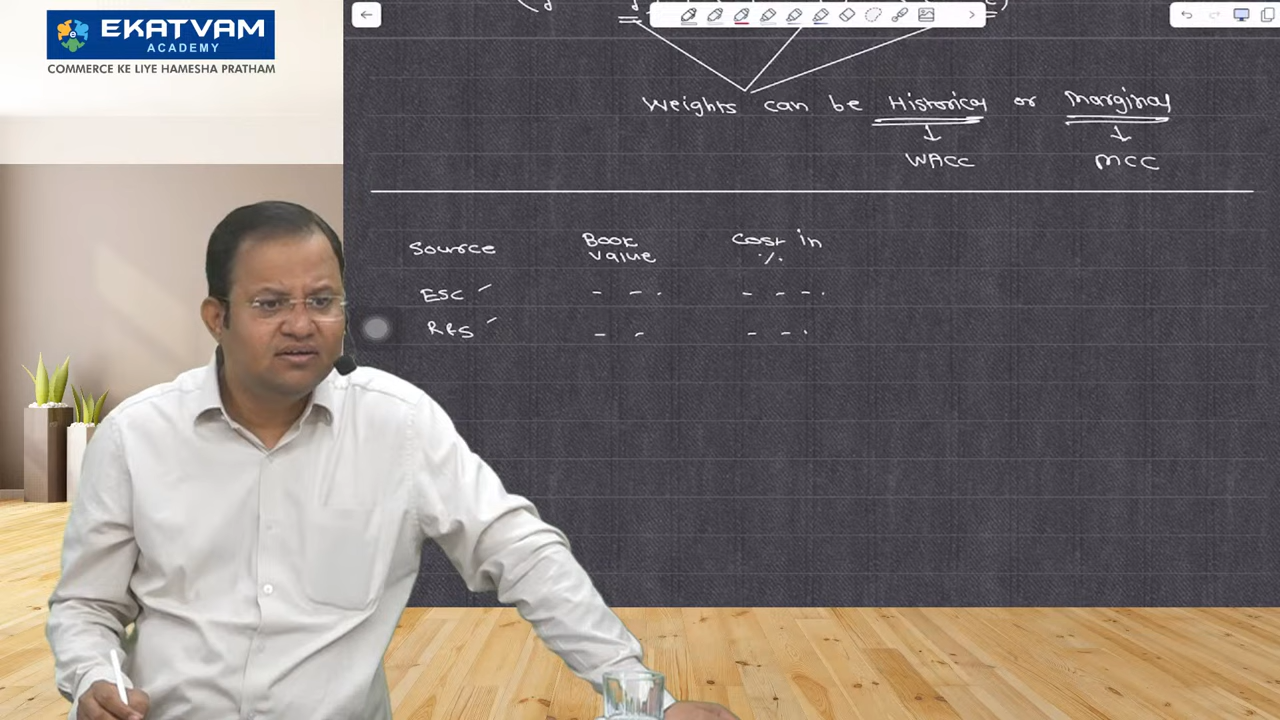 EKATVAM
ACADEMY
COMMERCE KE LIYE HAMESHA PRATHAM
Weights can be Historical or Marginal
WACC MCC
Source Book Value Cost in %
ESC
R&S